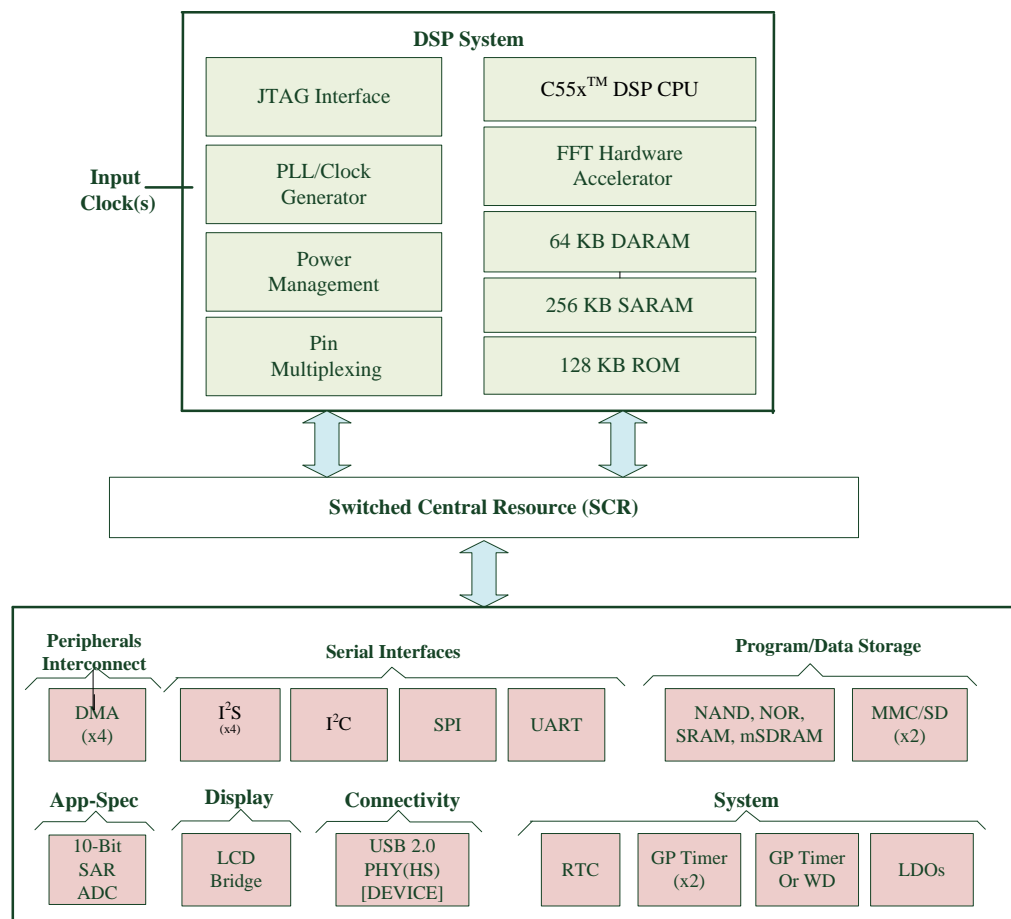 DSP System
JTAG Interface
C55x™ DSP CPU
PLL/Clock
Generator
FFT Hardware
Accelerator
Input
Clock(s)
64 KB DARAM
Power
Management
256 KB SARAM
Pin
Multiplexing
128 KB ROM
Switched Central Resource (SCR)
Peripherals
Interconnect
Serial Interfaces
Program/Data Storage
DMA
(x4)
I²S
(x4)
I²C
SPI
UART
NAND, NOR,
SRAM, mSDRAM
MMC/SD
(x2)
App-Spec
Display
Connectivity
System
10-Bit
SAR
ADC
LCD
Bridge
USB 2.0
PHY(HS)
[DEVICE]
RTC
GP Timer
(x2)
GP Timer
Or WD
LDOs